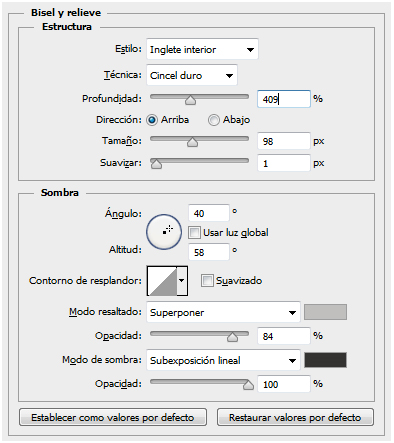 Bisel y relieve
Estructura
Estilo: Inglete interior
Técnica: Cincel duro
Profundidad: 409 %
Dirección: Arriba Abajo
Tamaño: 98 px
Suavizar: 1 px
Sombra
Ángulo: 40 °
Usar luz global
Altitud: 58 °
Contorno de resplandor: Suavizado
Modo resaltado: Superponer
Opacidad: 84 %
Modo de sombra: Subexposición lineal
Opacidad: 100 %
Establecer como valores por defecto Restaurar valores por defecto